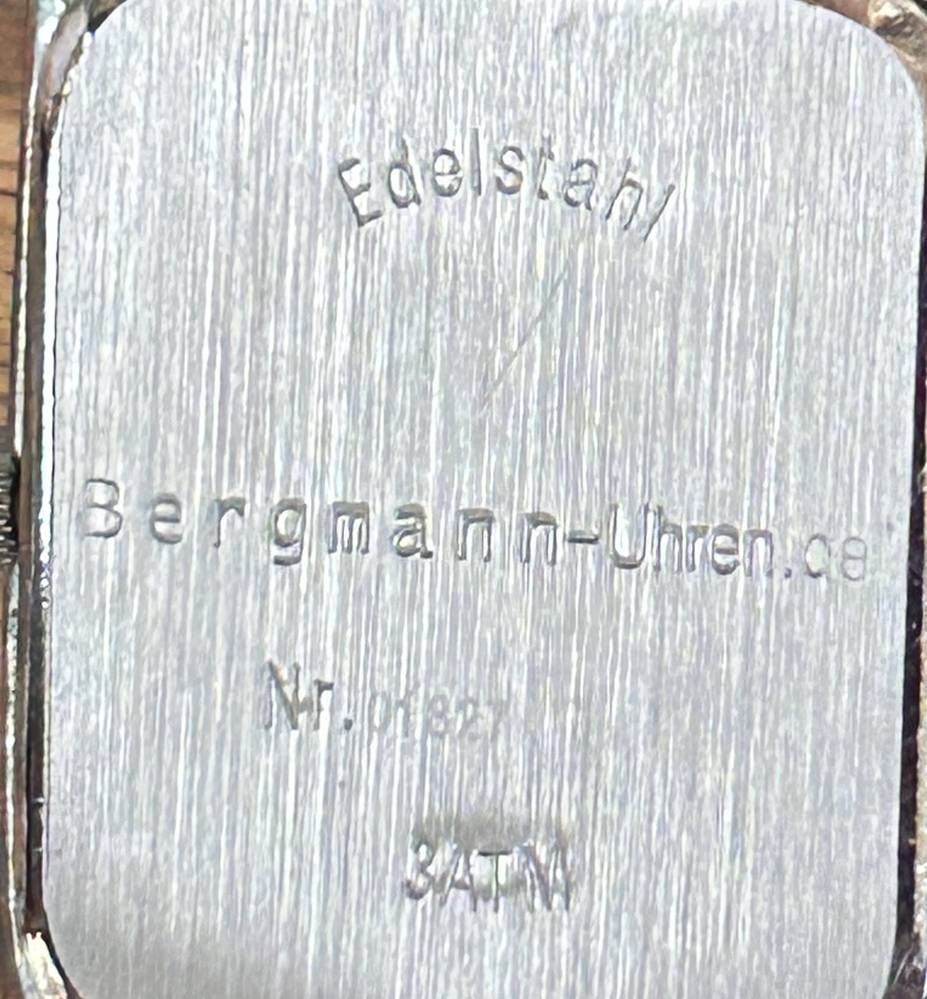 Edelstahl
Bergmann-Uhren.de
Nr. 01827
3ATM